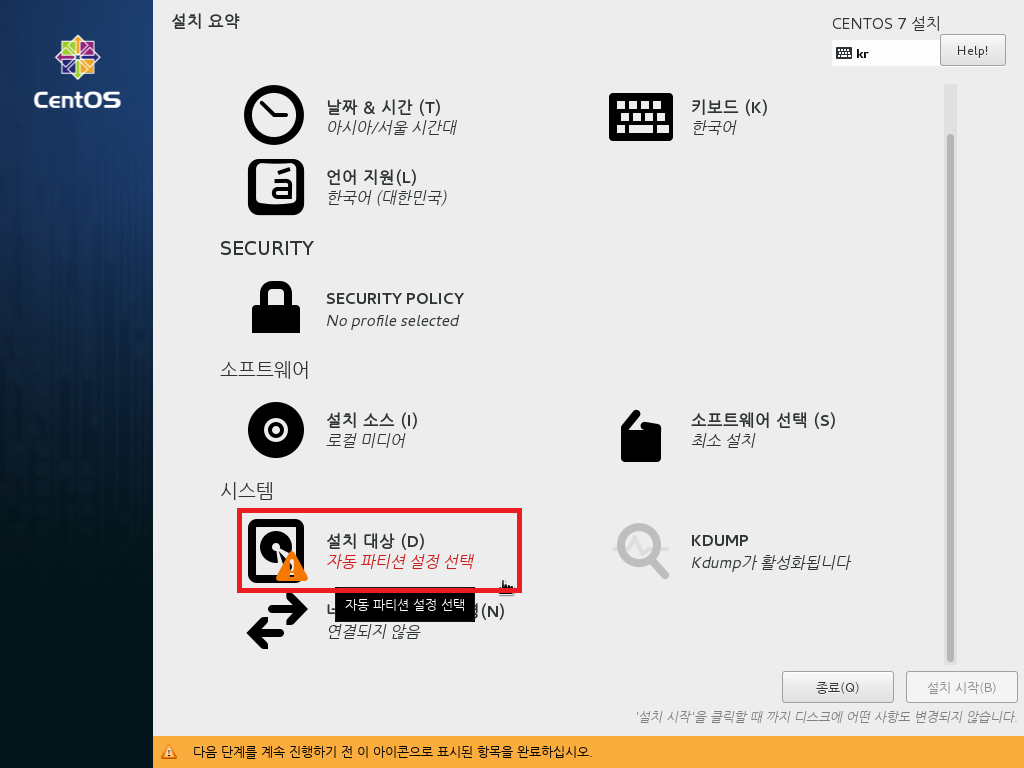 설치 요약
CENTOS 7 설치
kr
Help!
CentOS
날짜 & 시간 (T)
아시아/서울 시간대
키보드 (K)
한국어
á
언어 지원(L)
한국어 (대한민국)
SECURITY
SECURITY POLICY
No profile selected
소프트웨어
설치 소스 (I)
로컬 미디어
소프트웨어 선택 (S)
최소 설치
시스템
설치 대상 (D)
자동 파티션 설정 선택
KDUMP
Kdump가 활성화됩니다
자동 파티션 설정 선택
(N)
연결되지 않음
종료(Q)
설치 시작(B)
'설치 시작'을 클릭할 때 까지 디스크에 어떤 사항도 변경되지 않습니다.
다음 단계를 계속 진행하기 전 이 아이콘으로 표시된 항목을 완료하십시오.